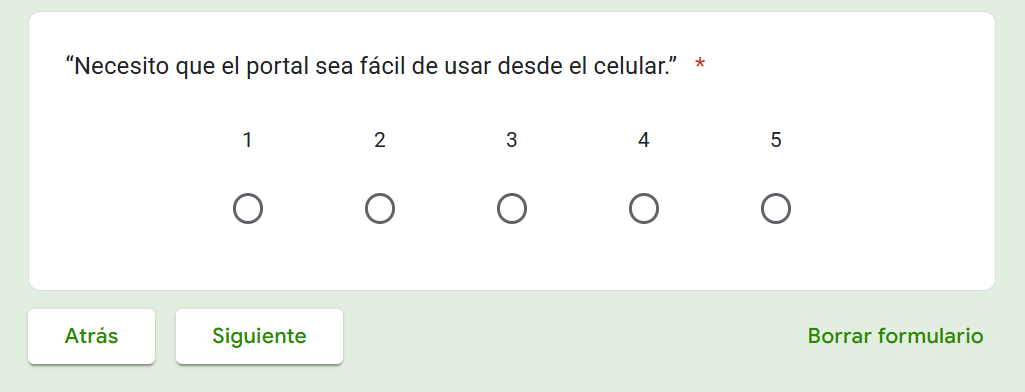 “Necesito que el portal sea fácil de usar desde el celular.” *
1 2 3 4 5
Atrás Siguiente Borrar formulario